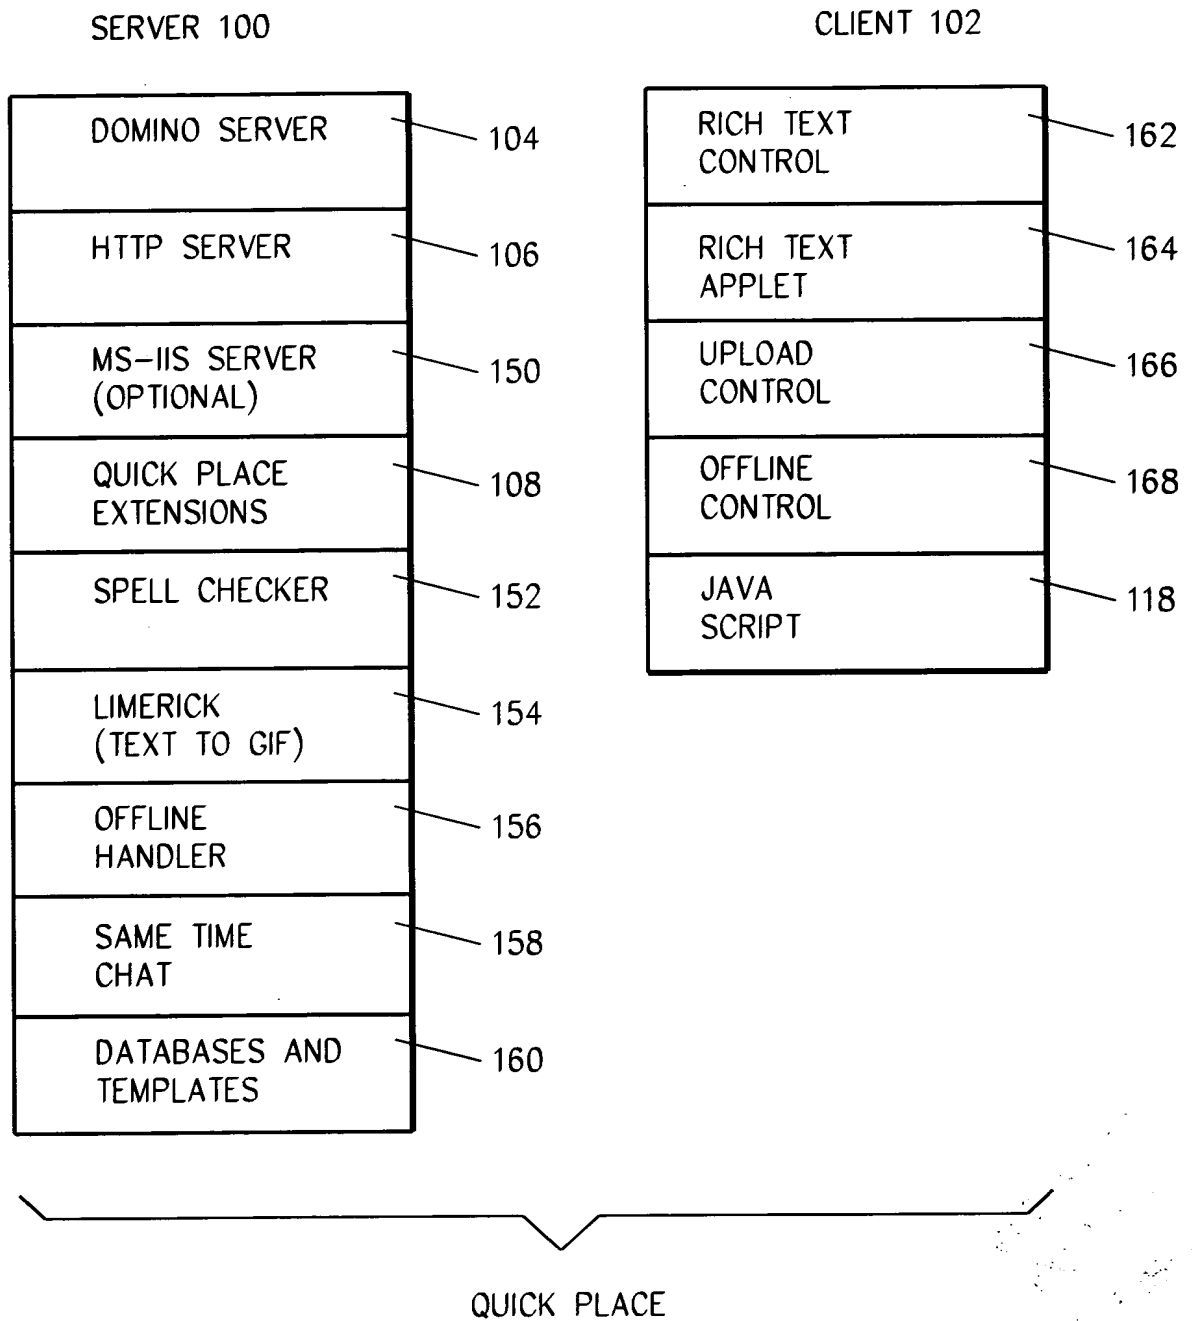 SERVER 100
DOMINO SERVER
104
HTTP SERVER
106
MS-IIS SERVER
(OPTIONAL)
150
QUICK PLACE
EXTENSIONS
108
SPELL CHECKER
152
LIMERICK
(TEXT TO GIF)
154
OFFLINE
HANDLER
156
SAME TIME
CHAT
158
DATABASES AND
TEMPLATES
160
CLIENT 102
RICH TEXT
CONTROL
162
RICH TEXT
APPLET
164
UPLOAD
CONTROL
166
OFFLINE
CONTROL
168
JAVA
SCRIPT
118
QUICK PLACE